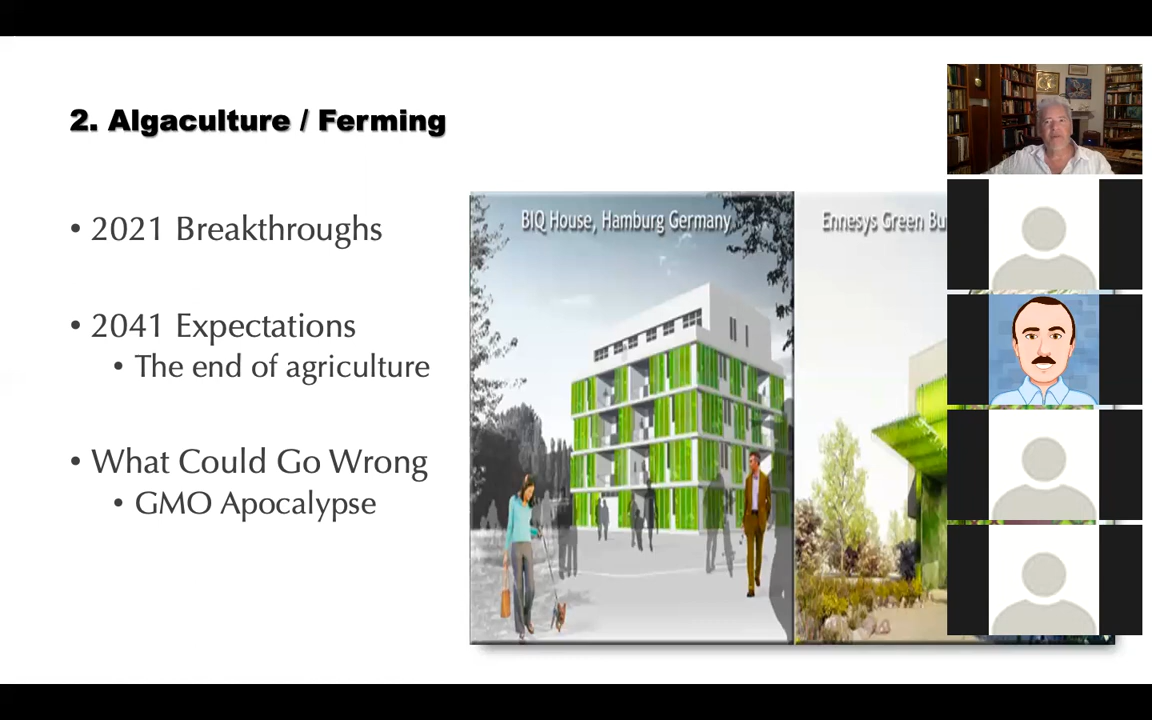 2. Algaculture / Ferming
• 2021 Breakthroughs
• 2041 Expectations
• The end of agriculture
• What Could Go Wrong
• GMO Apocalypse
BIQ House, Hamburg Germany
Ennesys Green